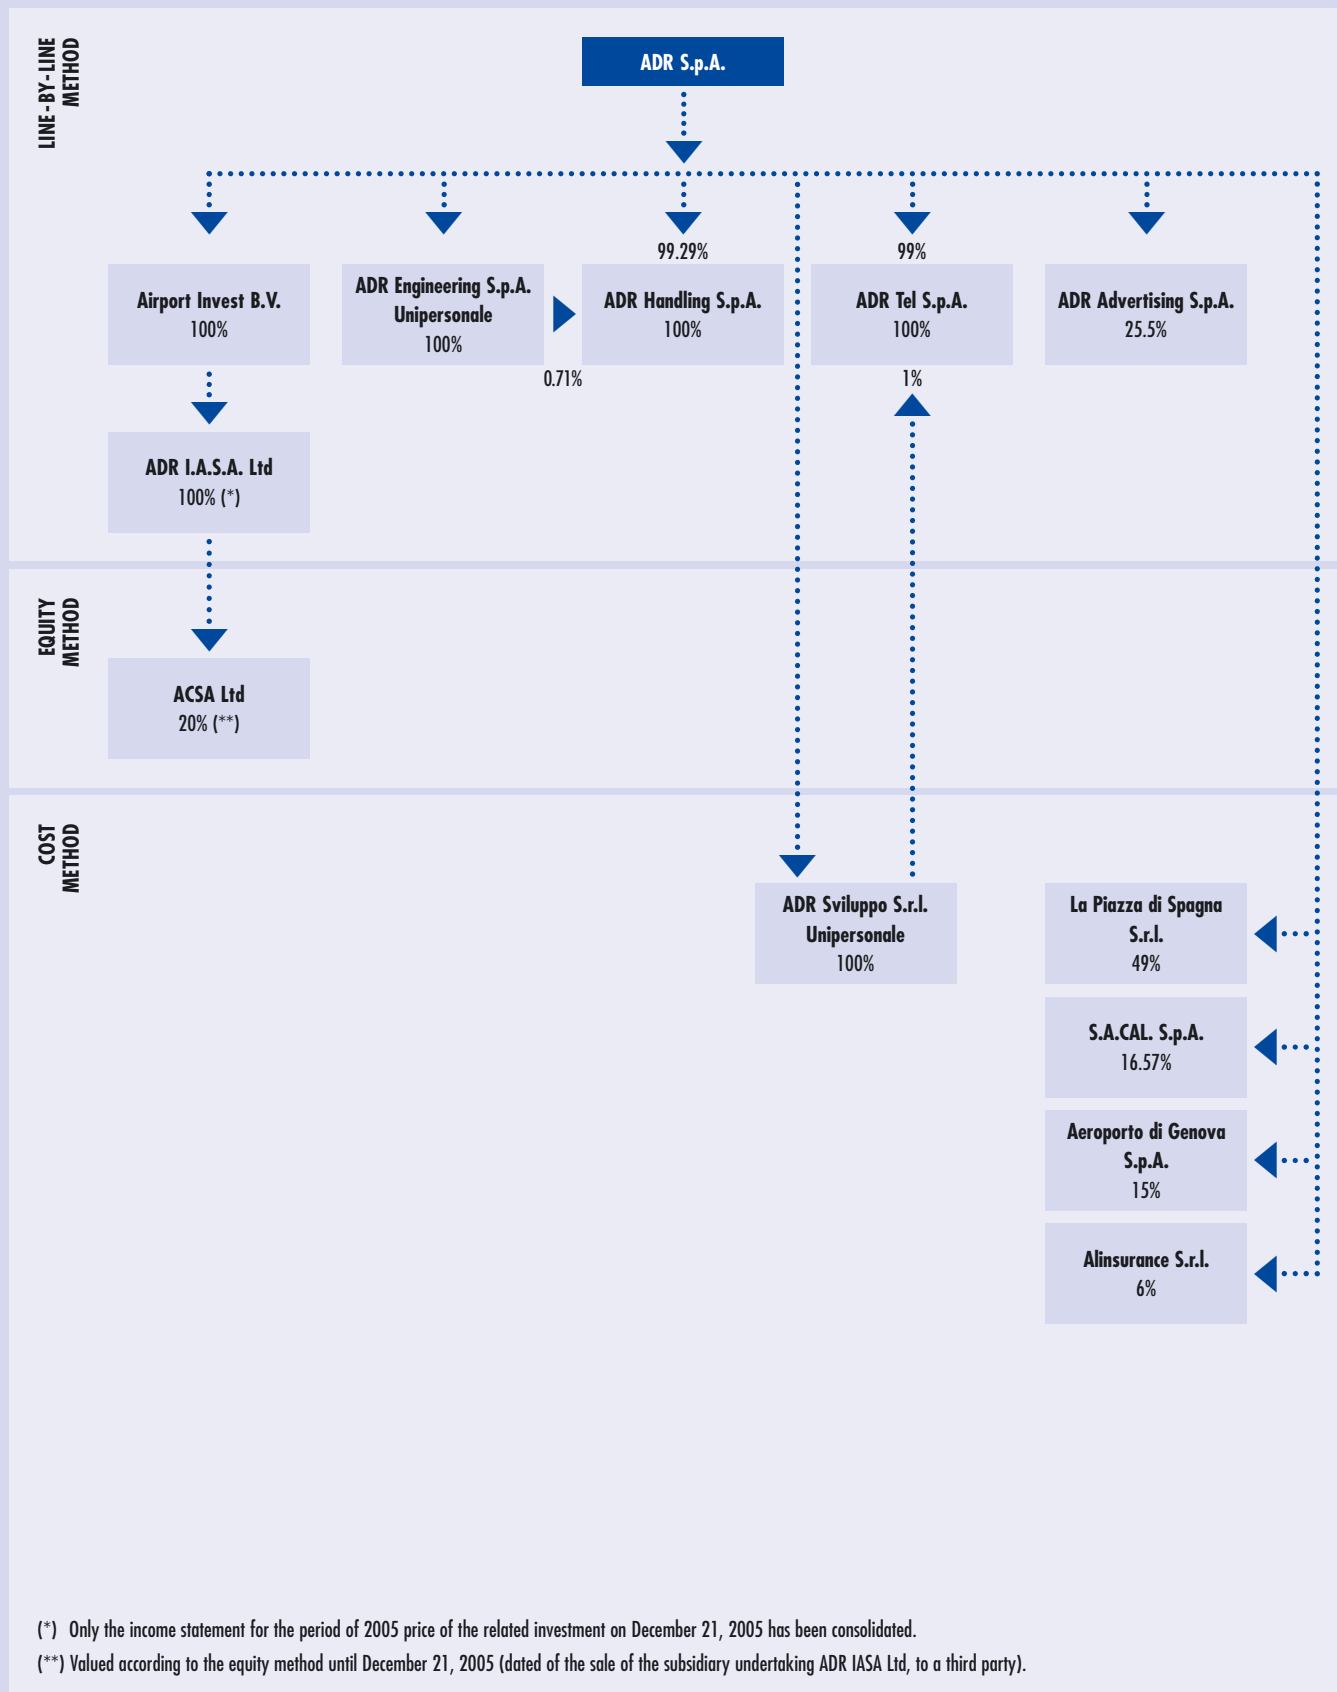 LINE-BY-LINE
METHOD
ADR S.p.A.
99.29%
99%
Airport Invest B.V.
100%
ADR Engineering S.p.A.
Unipersonale
100%
ADR Handling S.p.A.
100%
ADR Tel S.p.A.
100%
ADR Advertising S.p.A.
25.5%
0.71%
1%
ADR I.A.S.A. Ltd
100% (*)
EQUITY
METHOD
ACSA Ltd
20% (**)
COST
METHOD
ADR Sviluppo S.r.l.
Unipersonale
100%
La Piazza di Spagna
S.r.l.
49%
S.A.CAL. S.p.A.
16.57%
Aeroporto di Genova
S.p.A.
15%
Alinsurance S.r.l.
6%
(*) Only the income statement for the period of 2005 price of the related investment on December 21, 2005 has been consolidated.
(**) Valued according to the equity method until December 21, 2005 (dated of the sale of the subsidiary undertaking ADR IASA Ltd, to a third party).